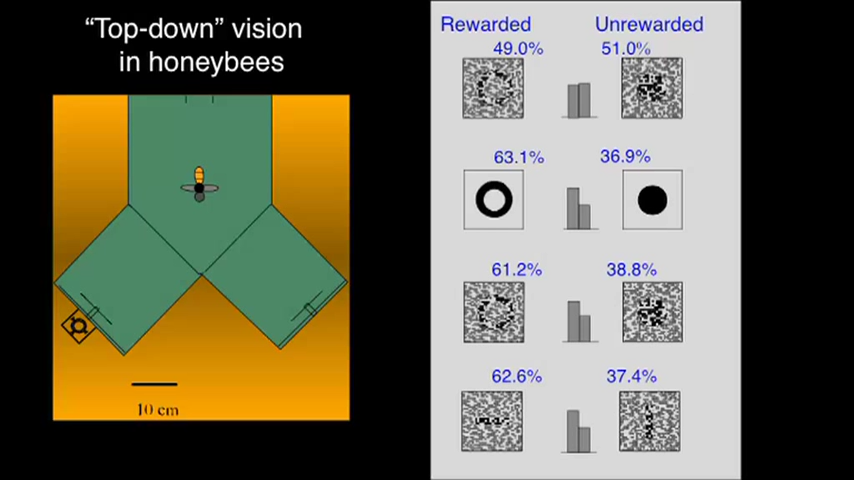 “Top-down” vision
in honeybees
10 cm
Rewarded Unrewarded
49.0% 51.0%
63.1% 36.9%
61.2% 38.8%
62.6% 37.4%